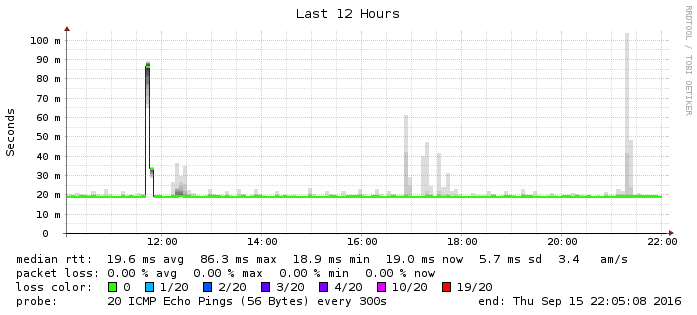 Last 12 Hours
RRDTOOL / TOBI OETIKER
Seconds
100 m
90 m
80 m
70 m
60 m
50 m
40 m
30 m
20 m
10 m
0
12:00 14:00 16:00 18:00 20:00 22:00
median rtt: 19.6 ms avg 86.3 ms max 18.9 ms min 19.0 ms now 5.7 ms sd 3.4 am/s
packet loss: 0.00 % avg 0.00 % max 0.00 % min 0.00 % now
loss color: 0 1/20 2/20 3/20 4/20 10/20 19/20
probe: 20 ICMP Echo Pings (56 Bytes) every 300s end: Thu Sep 15 22:05:08 2016